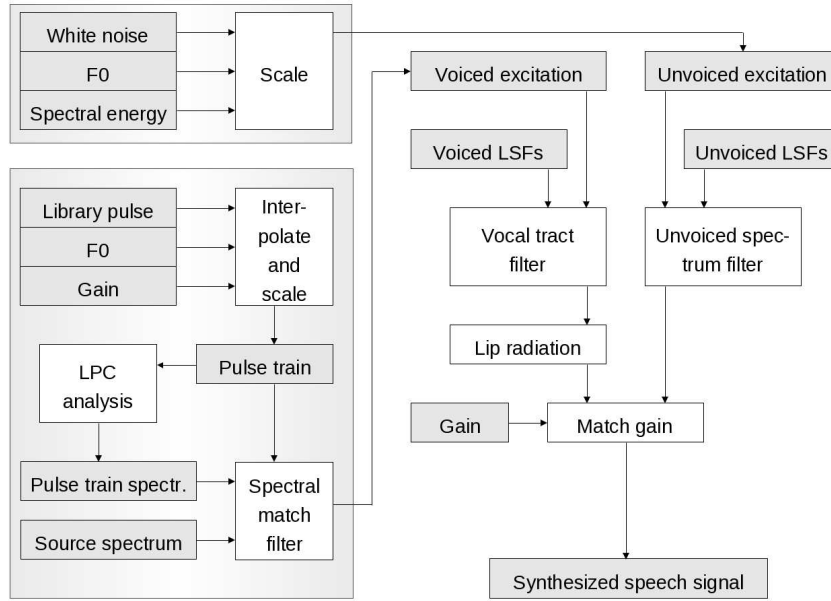 White noise
F0
Spectral energy
Scale
Voiced excitation
Unvoiced excitation
Voiced LSFs
Unvoiced LSFs
Library pulse
F0
Gain
Inter-
polate
and
scale
Vocal tract
filter
Unvoiced spec-
trum filter
Pulse train
LPC
analysis
Lip radiation
Gain
Match gain
Pulse train spectr.
Source spectrum
Spectral
match
filter
Synthesized speech signal